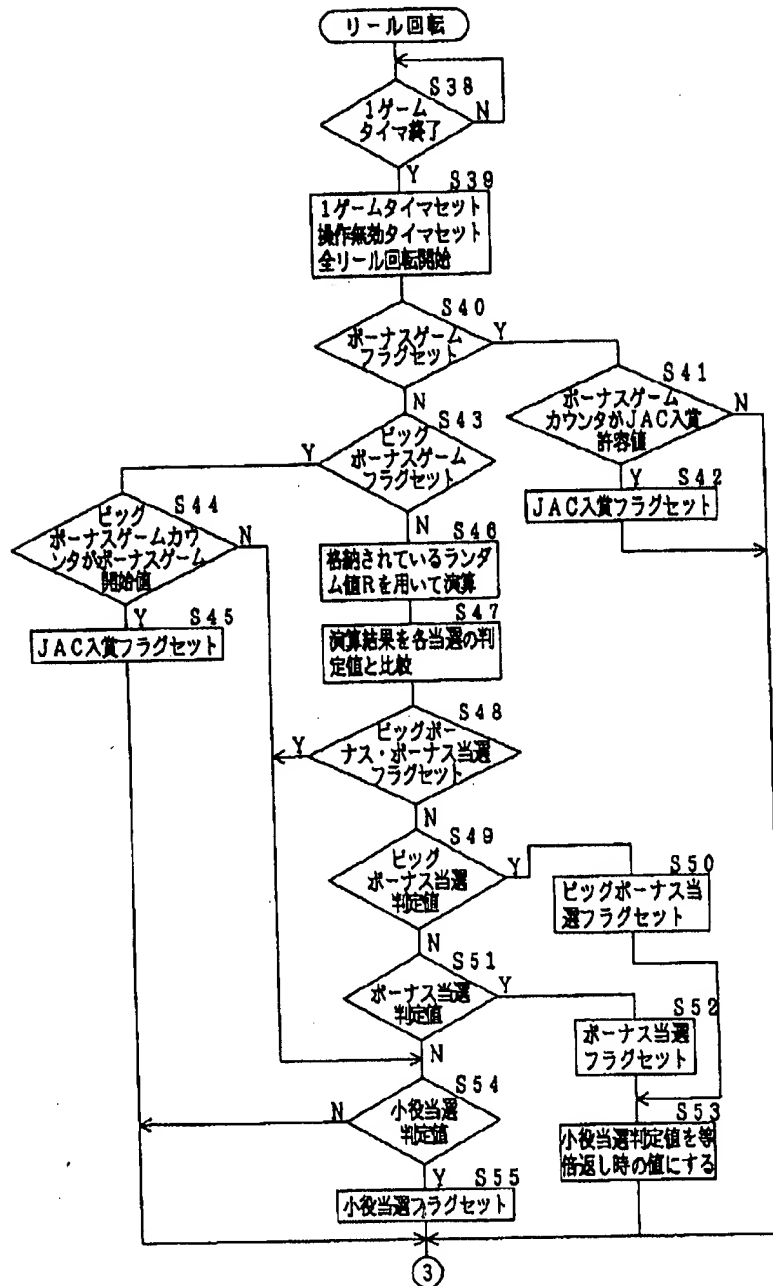 リール回転
S38
1ゲーム
タイマ終了
N
Y
S39
1ゲームタイマセット
操作無効タイマセット
全リール回転開始
S40
ボーナスゲーム
フラグセット
Y
N
S41
ボーナスゲーム
カウンタがJAC入賞
許容値
N
Y
S42
JAC入賞フラグセット
S43
ビッグ
ボーナスゲーム
フラグセット
Y
N
S44
ビッグ
ボーナスゲームカウ
ンタがボーナスゲーム
開始値
N
Y
S45
JAC入賞フラグセット
S46
格納されているランダ
ム値Rを用いて演算
S47
演算結果を各当選の判
定値と比較
S48
ビッグボー
ナス・ボーナス当選
フラグセット
Y
N
S49
ビッグ
ボーナス当選
判定値
Y
N
S50
ビッグボーナス当
選フラグセット
S51
ボーナス当選
判定値
Y
N
S52
ボーナス当選
フラグセット
S53
小役当選判定値を等
倍返し時の値にする
S54
小役当選
判定値
N
Y
S55
小役当選フラグセット
3